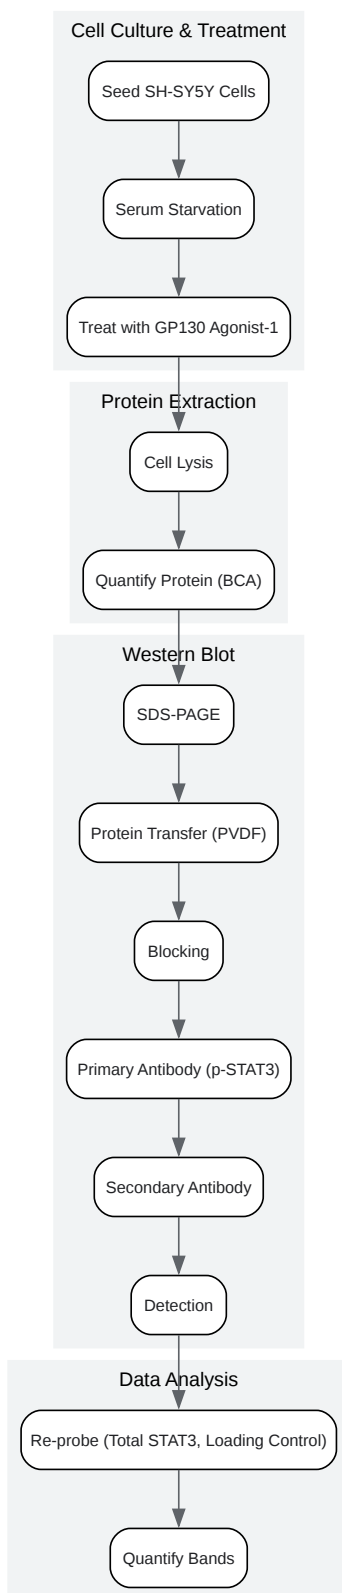 Cell Culture & Treatment
Seed SH-SY5Y Cells
Serum Starvation
Treat with GP130 Agonist-1
Protein Extraction
Cell Lysis
Quantify Protein (BCA)
Western Blot
SDS-PAGE
Protein Transfer (PVDF)
Blocking
Primary Antibody (p-STAT3)
Secondary Antibody
Detection
Data Analysis
Re-probe (Total STAT3, Loading Control)
Quantify Bands